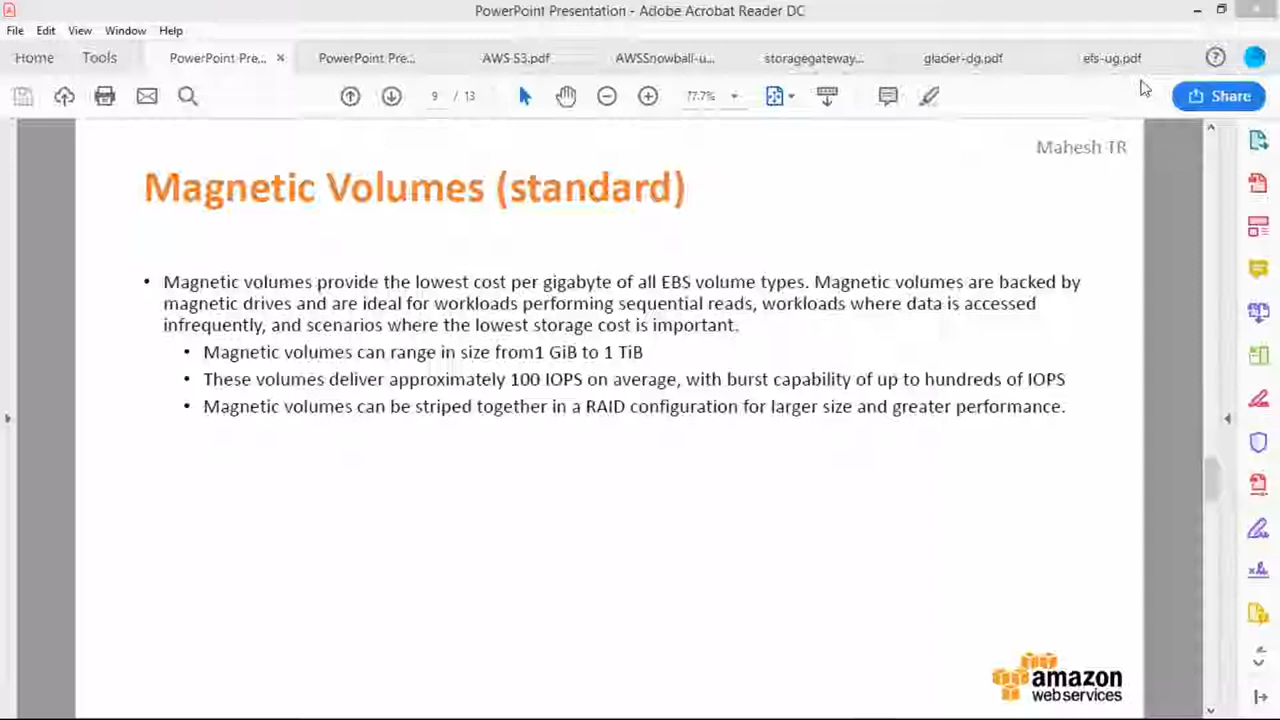 PowerPoint Presentation - Adobe Acrobat Reader DC
File Edit View Window Help
Home Tools PowerPoint Pre... × PowerPoint Pre... AWS S3.pdf AWSSnowball-u... storagegateway... glacier-dg.pdf efs-ug.pdf
9 / 13 77.7% Share
Mahesh TR
Magnetic Volumes (standard)
• Magnetic volumes provide the lowest cost per gigabyte of all EBS volume types. Magnetic volumes are backed by
magnetic drives and are ideal for workloads performing sequential reads, workloads where data is accessed
infrequently, and scenarios where the lowest storage cost is important.
• Magnetic volumes can range in size from1 GiB to 1 TiB
• These volumes deliver approximately 100 IOPS on average, with burst capability of up to hundreds of IOPS
• Magnetic volumes can be striped together in a RAID configuration for larger size and greater performance.
amazon
webservices